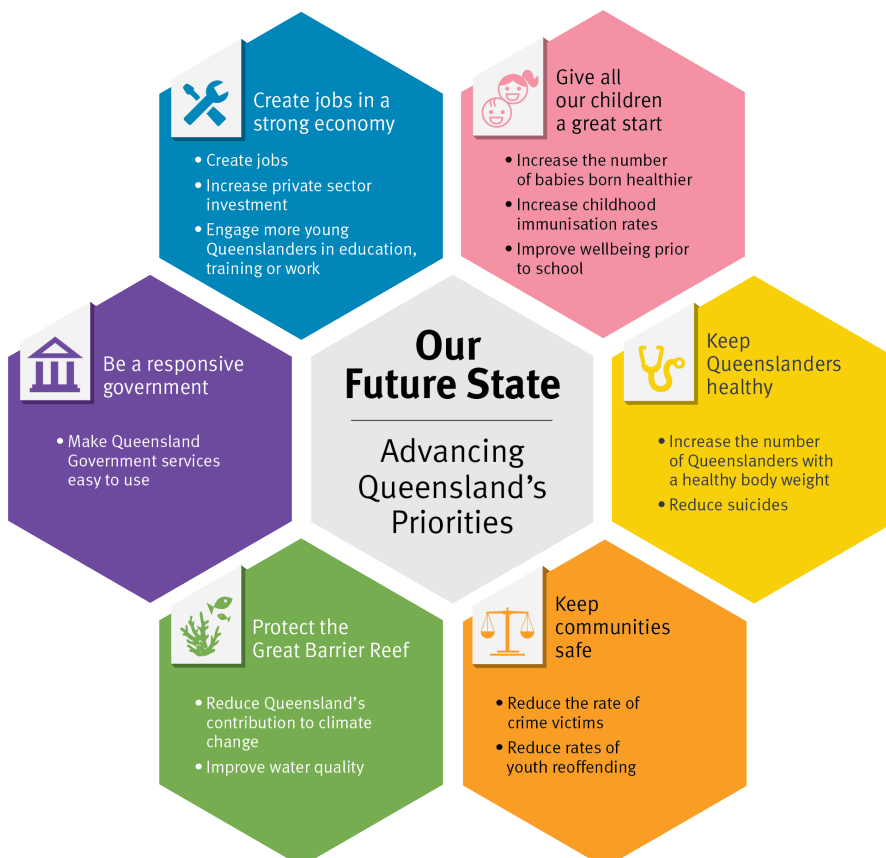 Create jobs in a
strong economy
• Create jobs
• Increase private sector
investment
• Engage more young
Queenslanders in education,
training or work
Give all
our children
a great start
• Increase the number
of babies born healthier
• Increase childhood
immunisation rates
• Improve wellbeing prior
to school
Be a responsive
government
• Make Queensland
Government services
easy to use
Our
Future State
Advancing
Queensland's
Priorities
Keep
Queenslanders
healthy
• Increase the number
of Queenslanders with
a healthy body weight
• Reduce suicides
Protect the
Great Barrier Reef
• Reduce Queensland's
contribution to climate
change
• Improve water quality
Keep
communities
safe
• Reduce the rate of
crime victims
• Reduce rates of
youth reoffending